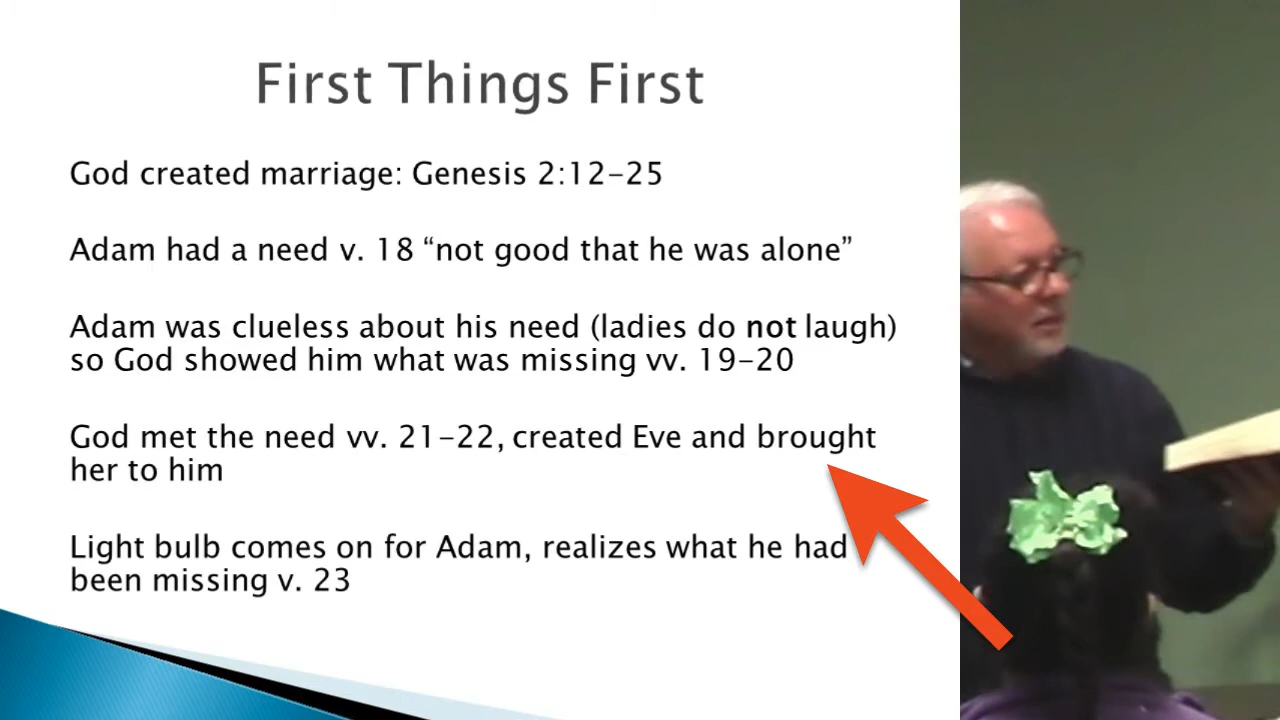 First Things First
God created marriage: Genesis 2:12-25
Adam had a need v. 18 “not good that he was alone”
Adam was clueless about his need (ladies do not laugh)
so God showed him what was missing vv. 19-20
God met the need vv. 21-22, created Eve and brought
her to him
Light bulb comes on for Adam, realizes what he had
been missing v. 23